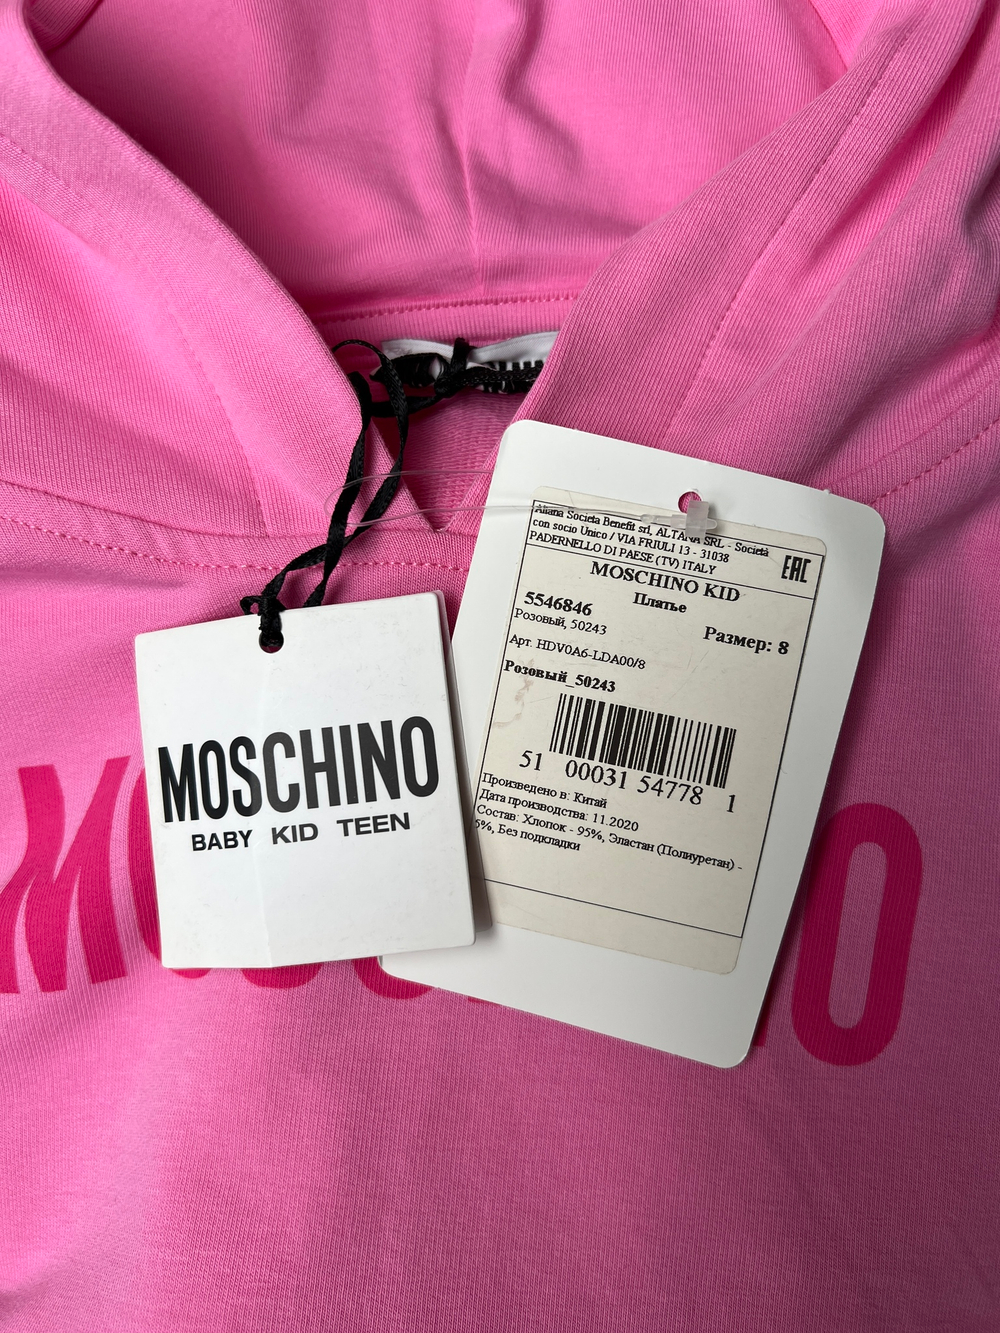 MOSCHINO
BABY KID TEEN
Altana Societa Benefit srl, ALTANA SRL - Società
con socio Unico / VIA FRIULI 13 - 31038
PADERNELLO DI PAESE (TV) ITALY
EAC
MOSCHINO KID
Платье
5546846
Розовый, 50243
Размер: 8
Арт. HDV0A6-LDA00/8
Розовый_50243
51 00031 54778 1
Произведено в: Китай
Дата производства: 11.2020
Состав: Хлопок - 95%, Эластан (Полиуретан) -
5%, Без подкладки